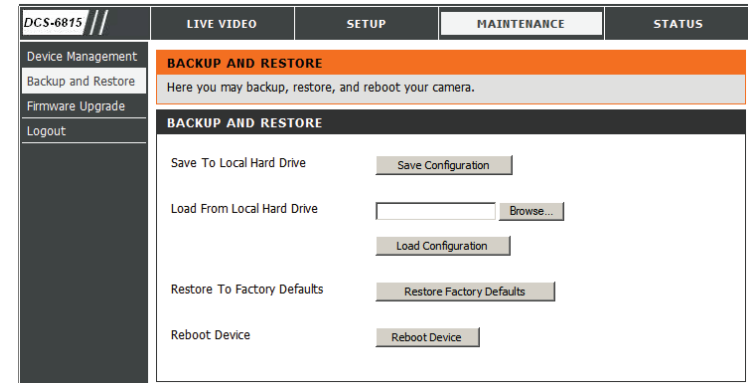 DCS-6815 //
LIVE VIDEO
SETUP
MAINTENANCE
STATUS
Device Management
Backup and Restore
Firmware Upgrade
Logout
BACKUP AND RESTORE
Here you may backup, restore, and reboot your camera.
BACKUP AND RESTORE
Save To Local Hard Drive
Save Configuration
Load From Local Hard Drive
Browse...
Load Configuration
Restore To Factory Defaults
Restore Factory Defaults
Reboot Device
Reboot Device